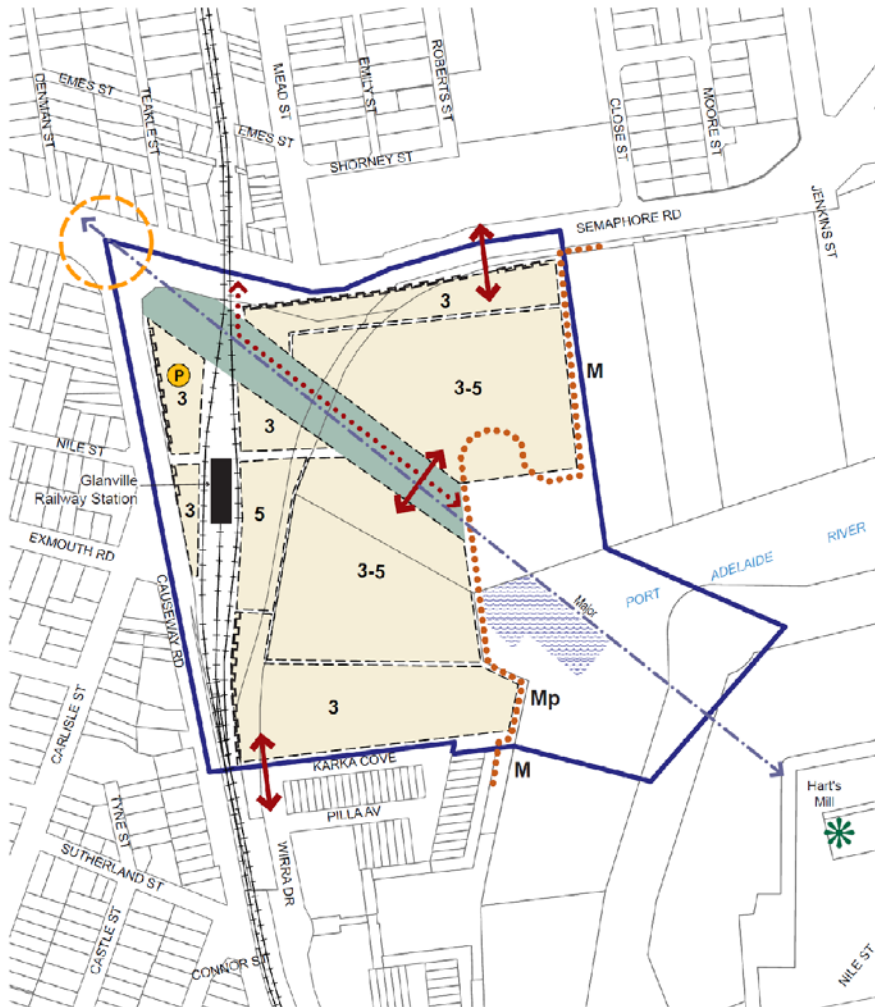 DENMAN ST
EMES ST
TEAKLE ST
MEAD ST
EMES ST
EMILY ST
ROBERTS ST
SHORNEY ST
CLOSE ST
MOORE ST
JENKINS ST
SEMAPHORE RD
3
M
3-5
P
3
3
NILE ST
Glanville
Railway Station
3
5
EXMOUTH RD
3-5
CAUSEWAY RD
Major
PORT
ADELAIDE
RIVER
CARLISLE ST
3
Mp
M
KARKA COVE
PILLA AV
Hart's
Mill
TYNE ST
SUTHERLAND ST
WIRRA DR
CASTLE ST
CONNOR ST
NILE ST